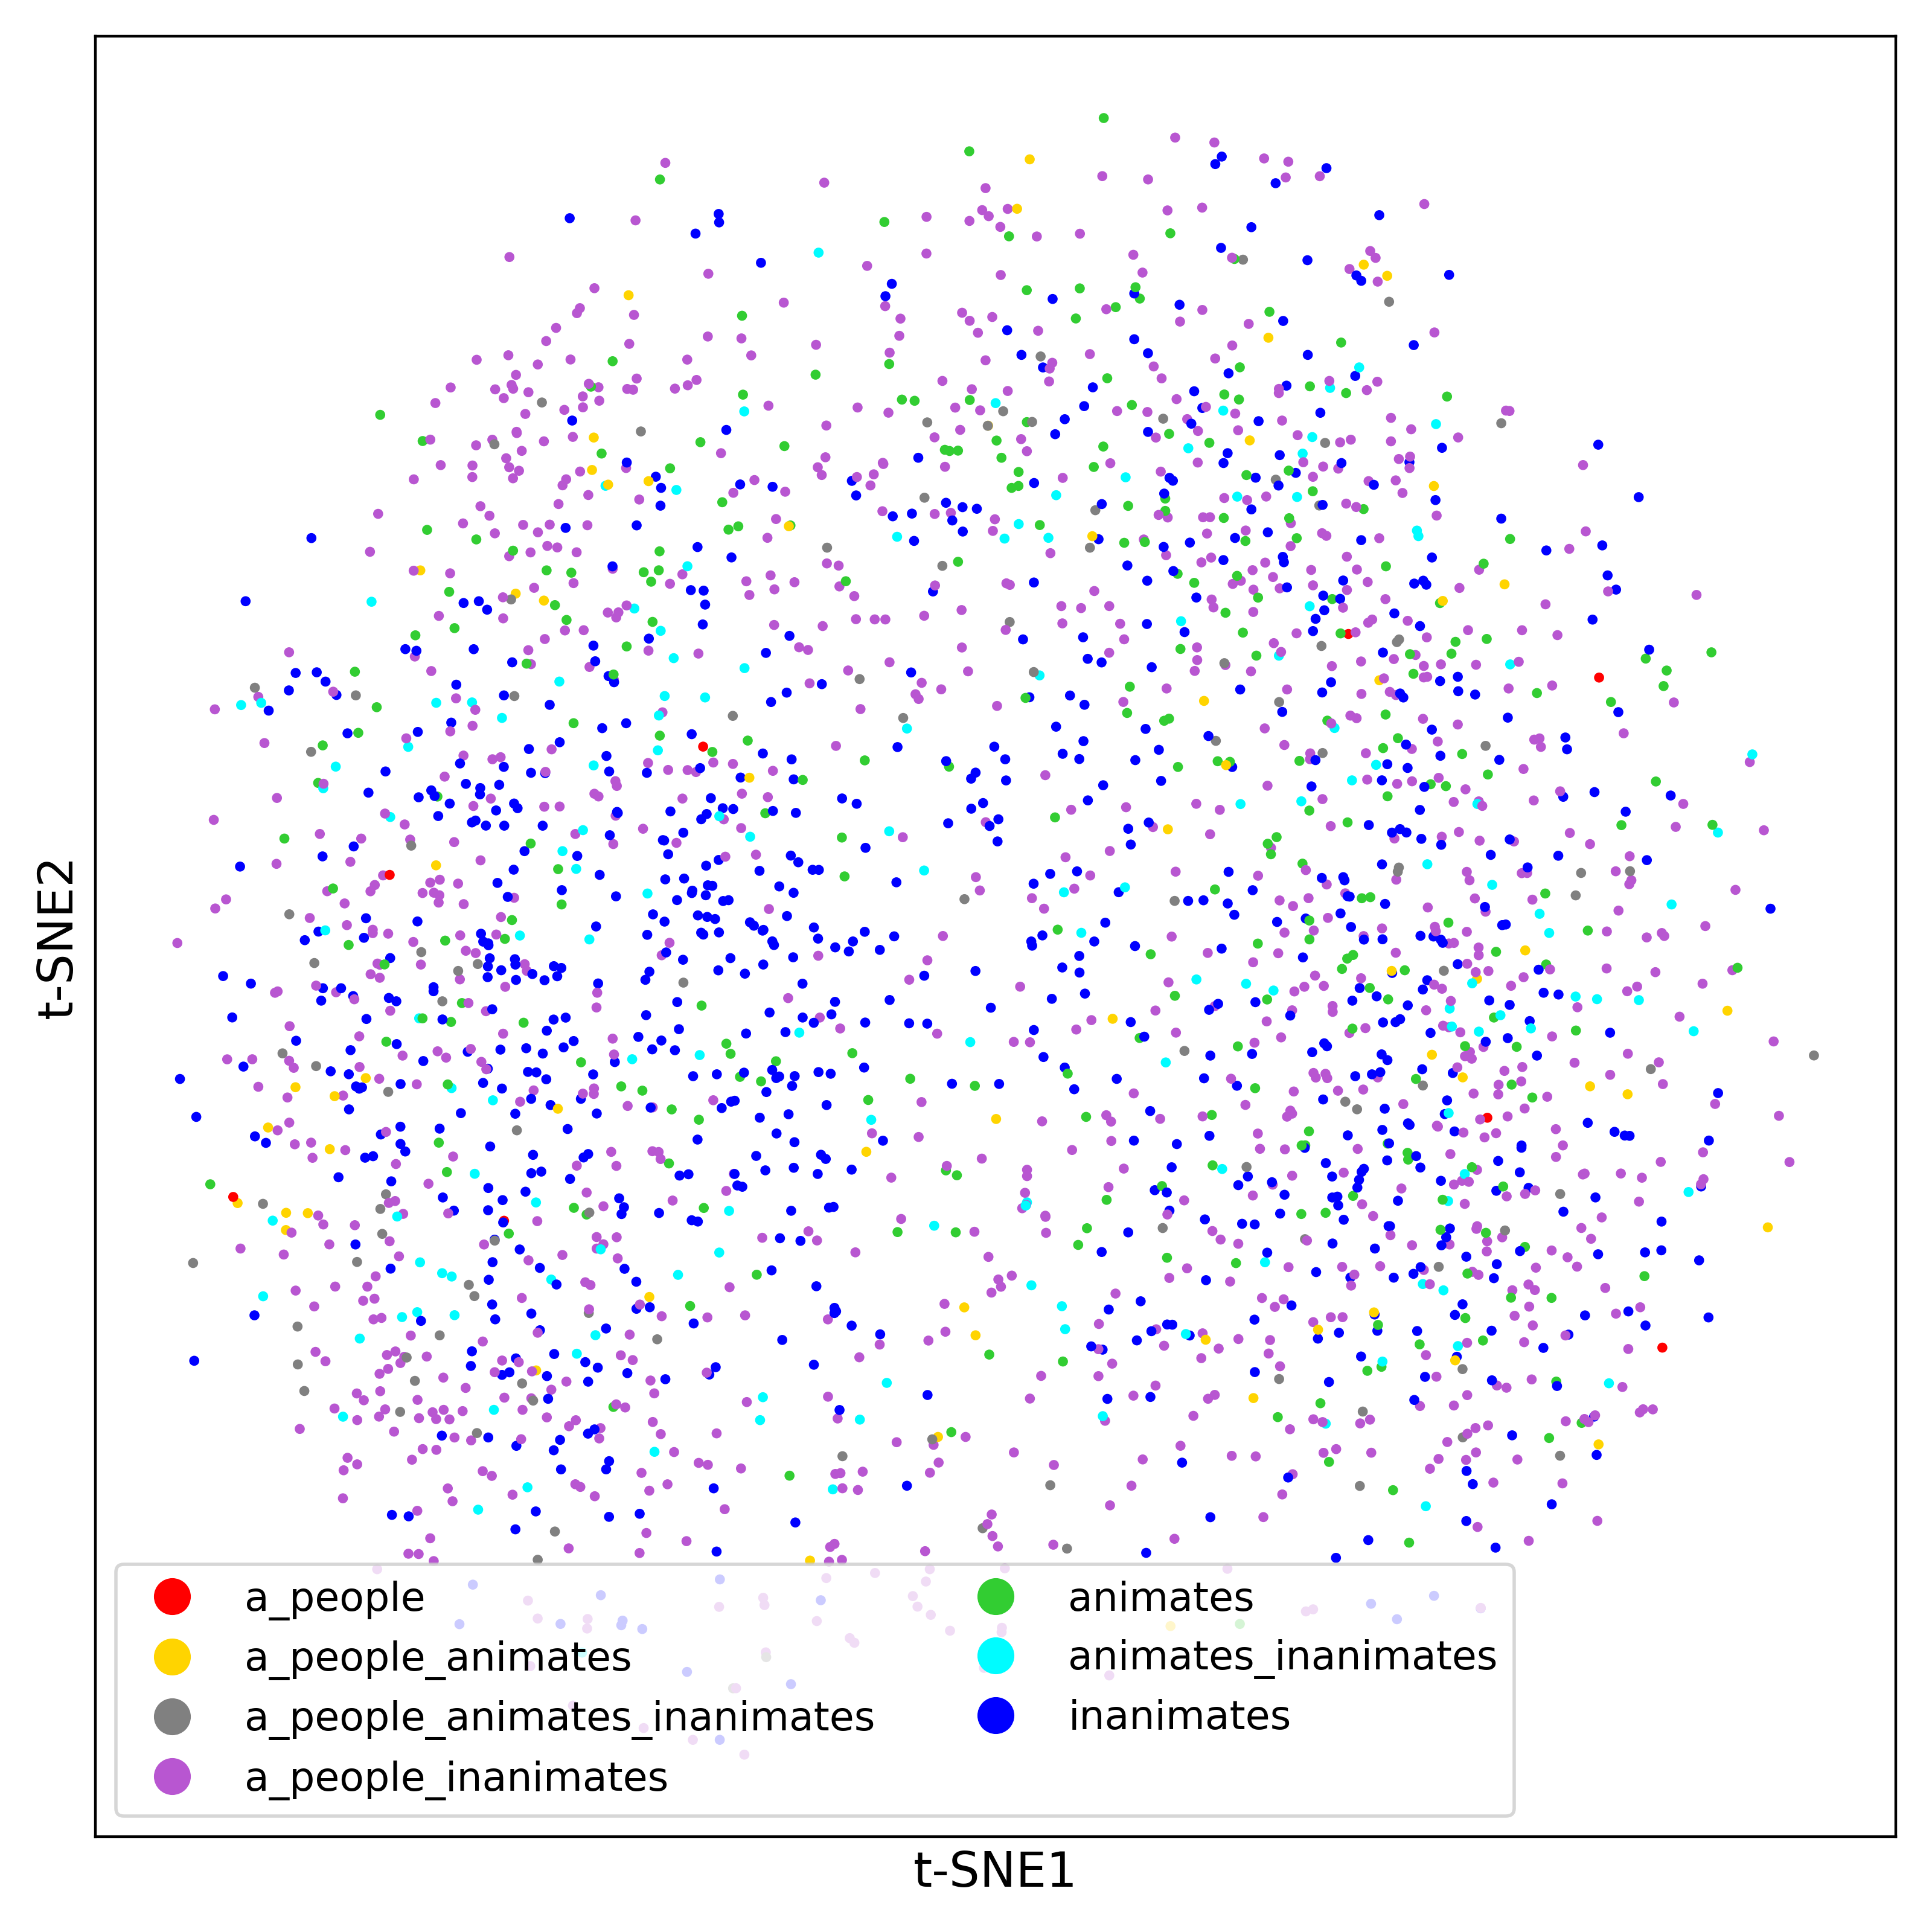 t-SNE2
a_people
a_people_animates
a_people_animates_inanimates
a_people_inanimates
animates
animates_inanimates
inanimates
t-SNE1